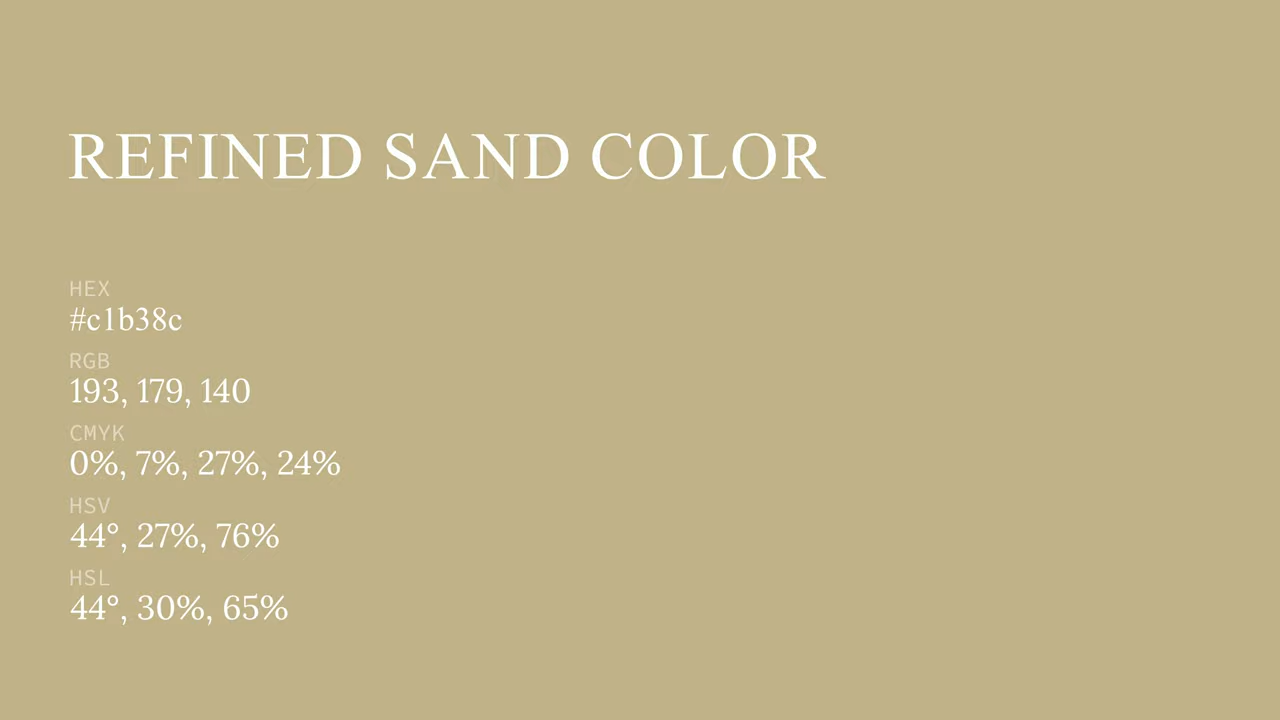 REFINED SAND COLOR
HEX
#c1b38c
RGB
193, 179, 140
CMYK
0%, 7%, 27%, 24%
HSV
44°, 27%, 76%
HSL
44°, 30%, 65%